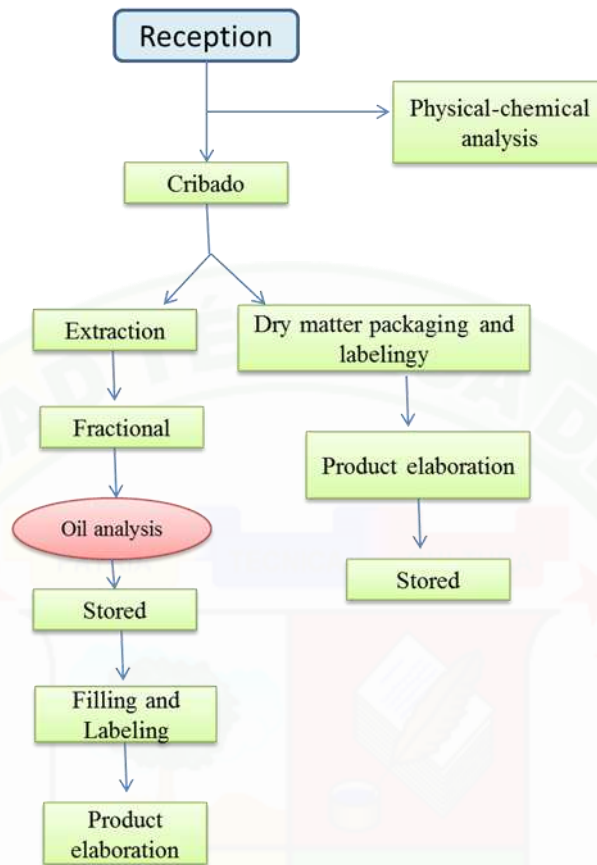 Reception
Physical-chemical
analysis
Cribado
Extraction
Dry matter packaging and
labelingy
Fractional
Product elaboration
Oil analysis
Stored
Stored
Filling and
Labeling
Product
elaboration